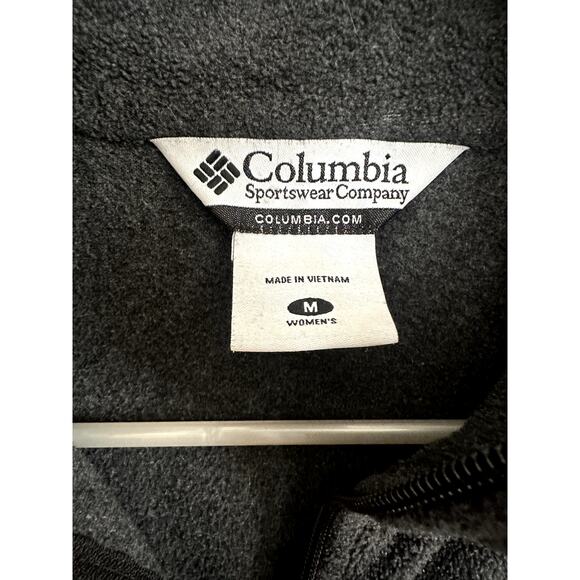 Columbia
Sportswear Company
COLUMBIA.COM
MADE IN VIETNAM
M
WOMEN'S